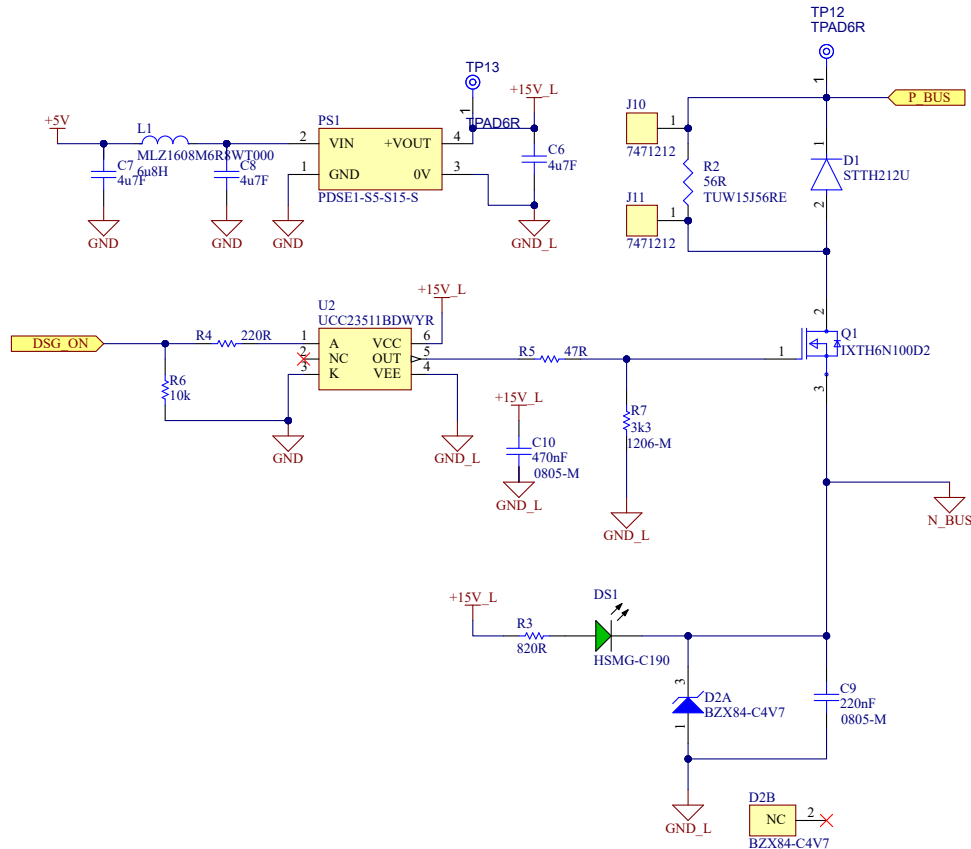 TP12
TPAD6R
1
P_BUS
TP13
1
TPAD6R
+15V_L
+5V
L1
MLZ1608M6R8WT000
6u8H
C7
4u7F
C8
4u7F
GND
GND
PS1
2
VIN
+VOUT
4
1
GND
0V
3
PDSE1-S5-S15-S
GND
C6
4u7F
GND_L
J10
1
7471212
R2
56R
TUW15J56RE
J11
1
7471212
1
D1
STTH212U
2
U2
UCC23511BDWYR
+15V_L
DSG_ON
R4
220R
1
A
VCC
6
2
NC
OUT
5
3
K
VEE
4
R6
10k
GND
GND_L
R5
47R
R7
3k3
1206-M
GND_L
+15V_L
C10
470nF
0805-M
GND_L
2
Q1
IXTH6N100D2
1
3
N_BUS
+15V_L
R3
820R
DS1
HSMG-C190
3
D2A
BZX84-C4V7
1
C9
220nF
0805-M
GND_L
D2B
NC
2
BZX84-C4V7